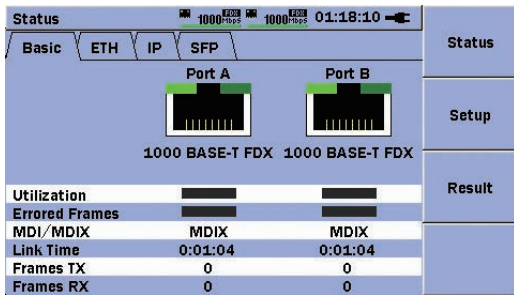 Status 1000 FDX Mbps 1000 FDX Mbps 01:18:10
Basic ETH IP SFP
Port A Port B
1000 BASE-T FDX 1000 BASE-T FDX
Utilization
Errored Frames
MDI/MDIX MDIX MDIX
Link Time 0:01:04 0:01:04
Frames TX 0 0
Frames RX 0 0
Status
Setup
Result